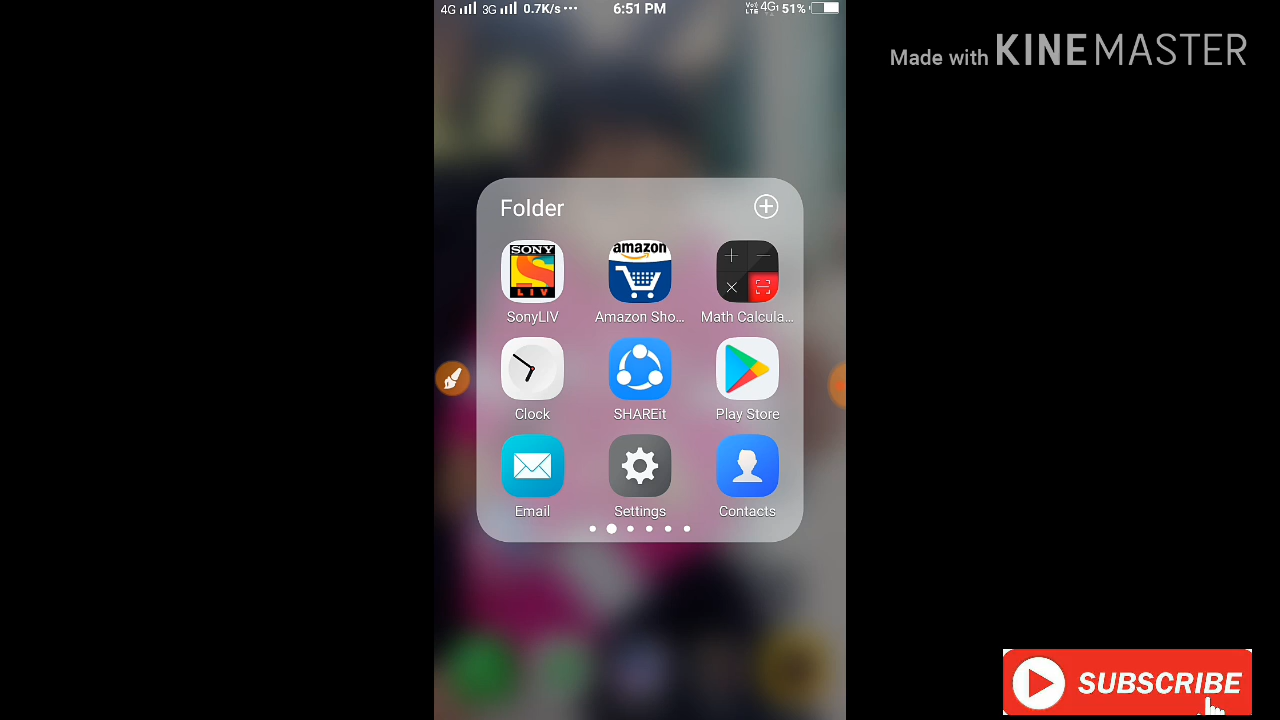 4G 3G 0.7K/s ... 6:51 PM VoLTE 4G 51%
Made with KINEMASTER
Folder
SONY
LIV
amazon
SonyLIV Amazon Sho... Math Calcula...
Clock SHAREit Play Store
Email Settings Contacts
SUBSCRIBE